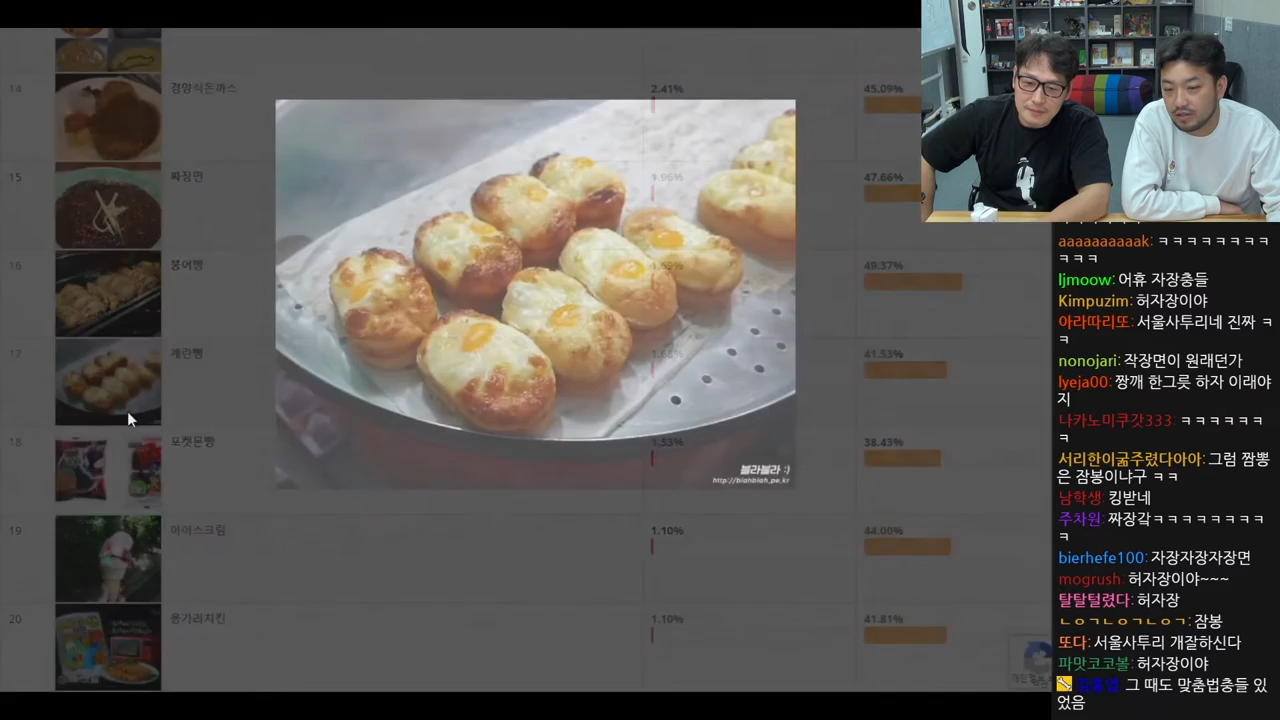 14 경양식돈까스 2.41% 45.09%
15 짜장면 1.96% 47.66%
16 붕어빵 49.37%
17 계란빵 1.68% 41.53%
18 포켓몬빵 1.53% 38.43%
19 아이스크림 1.10% 44.00%
20 용가리치킨 1.10% 41.81%
블라블라 :)
http://blahblah.pe.kr
aaaaaaaaaak: ㅋㅋㅋㅋㅋㅋㅋㅋ
ㅋㅋㅋㅋ
ljmoow: 어휴 자장충들
Kimpuzim: 허자장이야
아라따리또: 서울사투리네 진짜 ㅋ
ㅋ
nonojari: 작장면이 원래던가
lyeja00: 짱깨 한그릇 하자 이래야
지
나카노미쿠갓333: ㅋㅋㅋㅋㅋㅋ
ㅋ
서리한이굶주렸다아아: 그럼 짬뽕
은 잠봉이냐구 ㅋㅋ
남학생: 킹받네
주차원: 짜장갘ㅋㅋㅋㅋㅋㅋㅋㅋ
ㅋ
bierhefe100: 자장자장자장면
mogrush: 허자장이야~~~
탈탈털렸다: 허자장
잠봉
또다: 서울사투리 개잘하신다
파맛코코볼: 허자장이야
그 때도 맞춤법충들 있
었음